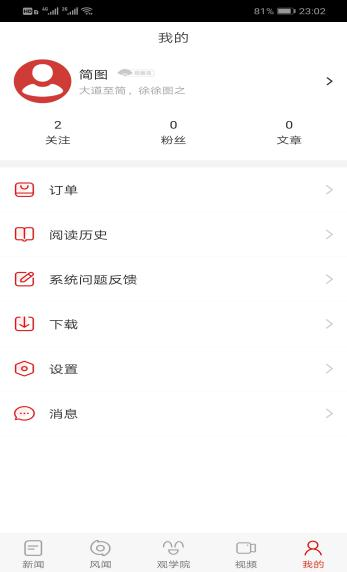 81% 23:02
我的
简图
大道至简，徐徐图之
2 0 0
关注 粉丝 文章
订单
阅读历史
系统问题反馈
下载
设置
消息
新闻 风闻 观学院 视频 我的